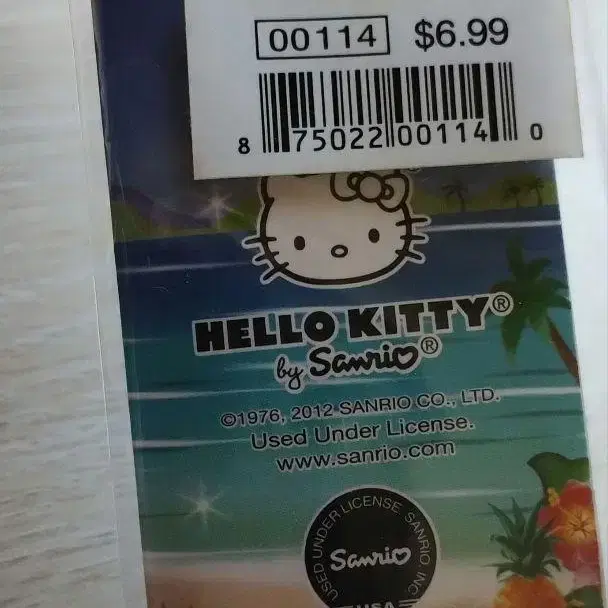 00114 $6.99
8 75022 00114 0
HELLO KITTY®
by Sanrio®
©1976, 2012 SANRIO CO., LTD.
Used Under License.
www.sanrio.com
USED UNDER LICENSE SANRIO, INC.
Sanrio
USA